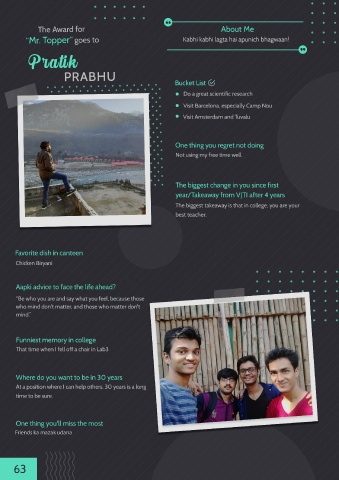 The Award for
"Mr. Topper" goes to
Pratik
PRABHU
About Me
Kabhi kabhi lagta hai apunich bhagwaan!
Bucket List
Do a great scientific research
Visit Barcelona, especially Camp Nou
Visit Amsterdam and Tuvalu
One thing you regret not doing
Not using my free time well.
The biggest change in you since first
year/Takeaway from VJTI after 4 years
The biggest takeaway is that in college, you are your
best teacher.
Favorite dish in canteen
Chicken Biryani
Aapki advice to face the life ahead?
"Be who you are and say what you feel, because those
who mind don't matter, and those who matter don't
mind."
Funniest memory in college
That time when I fell off a chair in Lab3
Where do you want to be in 30 years
At a position where I can help others. 30 years is a long
time to be sure.
One thing you'll miss the most
Friends ka mazak udana
63